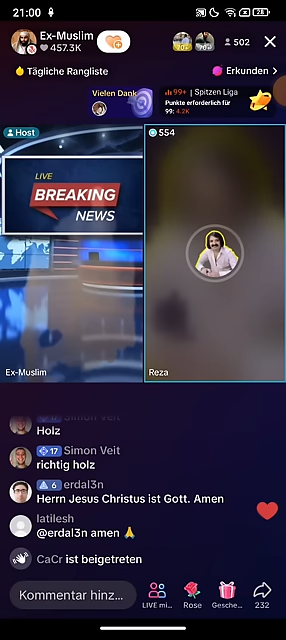 21:00
28
Ex-Muslim
457.3K
502
Tägliche Rangliste
Erkunden >
Vielen Dank
99+ | Spitzen Liga
Punkte erforderlich für
99: 4.2K
Host
554
LIVE
BREAKING
NEWS
Ex-Muslim
Reza
17 Simon Veit
Holz
17 Simon Veit
richtig holz
6 erdal3n
Herrn Jesus Christus ist Gott. Amen
latilesh
@erdal3n amen 🙏
CaCr ist beigetreten
Kommentar hinz...
LIVE mi...
Rose
Gesche...
232